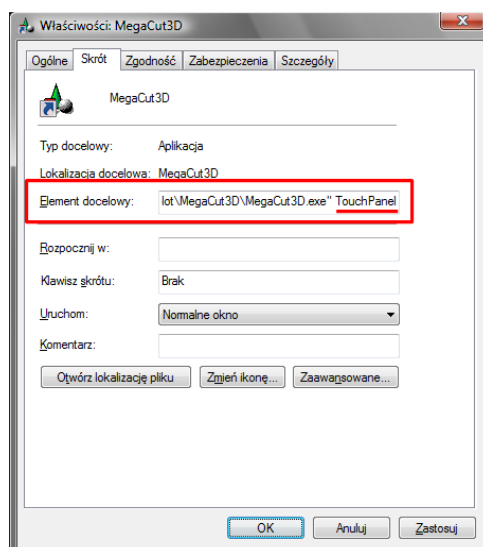 Właściwości: MegaCut3D
Ogólne Skrót Zgodność Zabezpieczenia Szczegóły
MegaCut3D
Typ docelowy: Aplikacja
Lokalizacja docelowa: MegaCut3D
Element docelowy: lot\MegaCut3D\MegaCut3D.exe" TouchPanel
Rozpocznij w:
Klawisz skrótu: Brak
Uruchom: Normalne okno
Komentarz:
Otwórz lokalizację pliku Zmień ikonę... Zaawansowane...
OK Anuluj Zastosuj